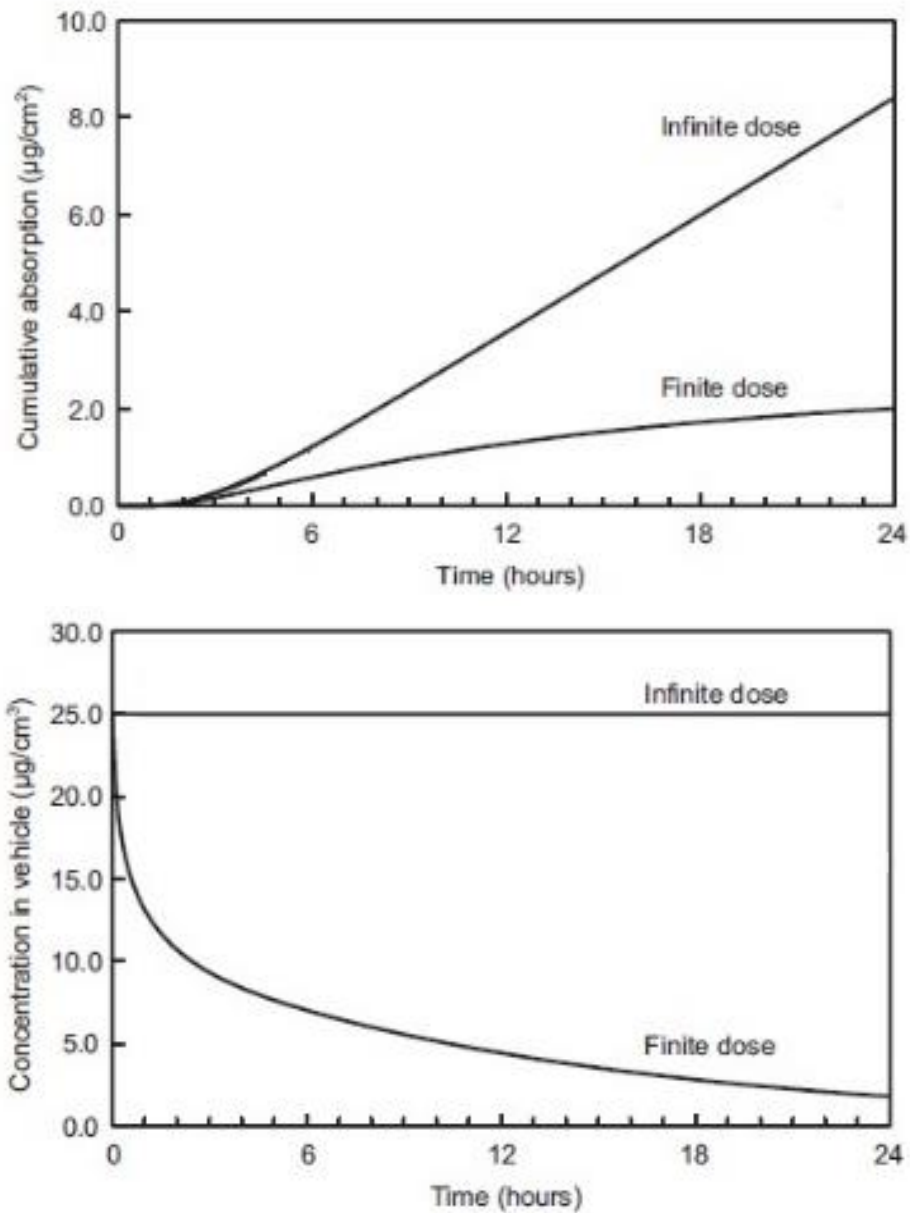 10.0
8.0
6.0
4.0
2.0
0.0
Cumulative absorption (µg/cm²)
Infinite dose
Finite dose
0 6 12 18 24
Time (hours)
30.0
25.0
20.0
15.0
10.0
5.0
0.0
Concentration in vehicle (µg/cm³)
Infinite dose
Finite dose
0 6 12 18 24
Time (hours)